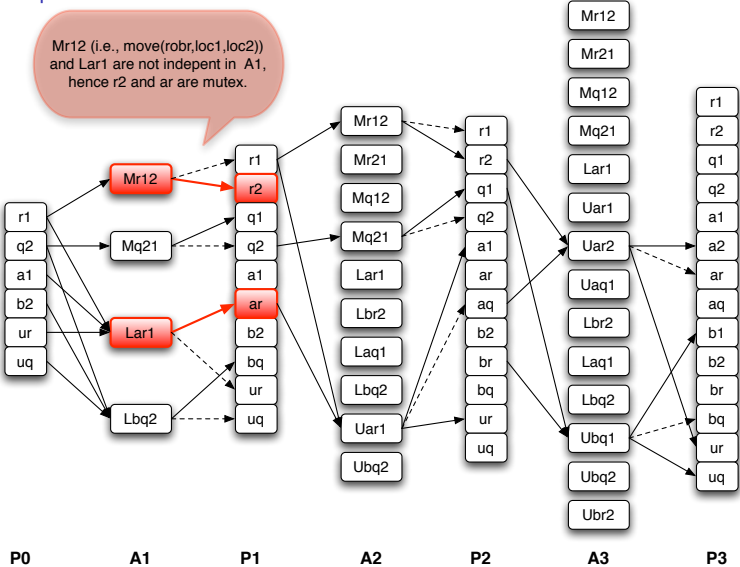 Mr12 (i.e., move(robr,loc1,loc2))
and Lar1 are not indepent in A1,
hence r2 and ar are mutex.
r1
q2
a1
b2
ur
uq
Mr12
Mq21
Lar1
Lbq2
r1
r2
q1
q2
a1
ar
b2
bq
ur
uq
Mr12
Mr21
Mq12
Mq21
Lar1
Lbr2
Laq1
Lbq2
Uar1
Ubq2
r1
r2
q1
q2
a1
ar
aq
b2
br
bq
ur
uq
Mr12
Mr21
Mq12
Mq21
Lar1
Uar1
Uar2
Uaq1
Lbr2
Laq1
Lbq2
Ubq1
Ubq2
Ubr2
r1
r2
q1
q2
a1
a2
ar
aq
b1
b2
br
bq
ur
uq
P0 A1 P1 A2 P2 A3 P3